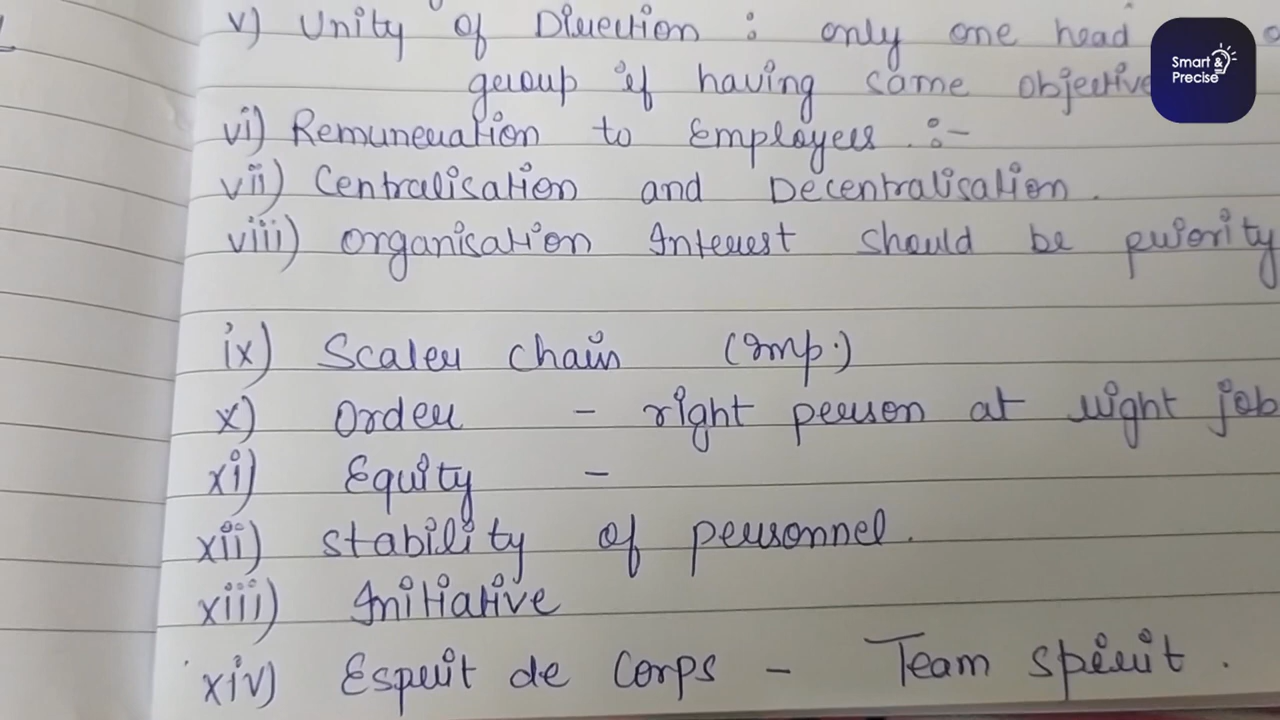 v) Unity of Direction : only one head
group if having same objective
vi) Remuneration to Employees :-
vii) Centralisation and Decentralisation.
viii) Organisation Interest should be priority
ix) Scaler chain (Imp.)
x) Order - right person at right job
xi) Equity -
xii) Stability of personnel.
xiii) Initiative
xiv) Esprit de Corps - Team spirit.
Smart &
Precise